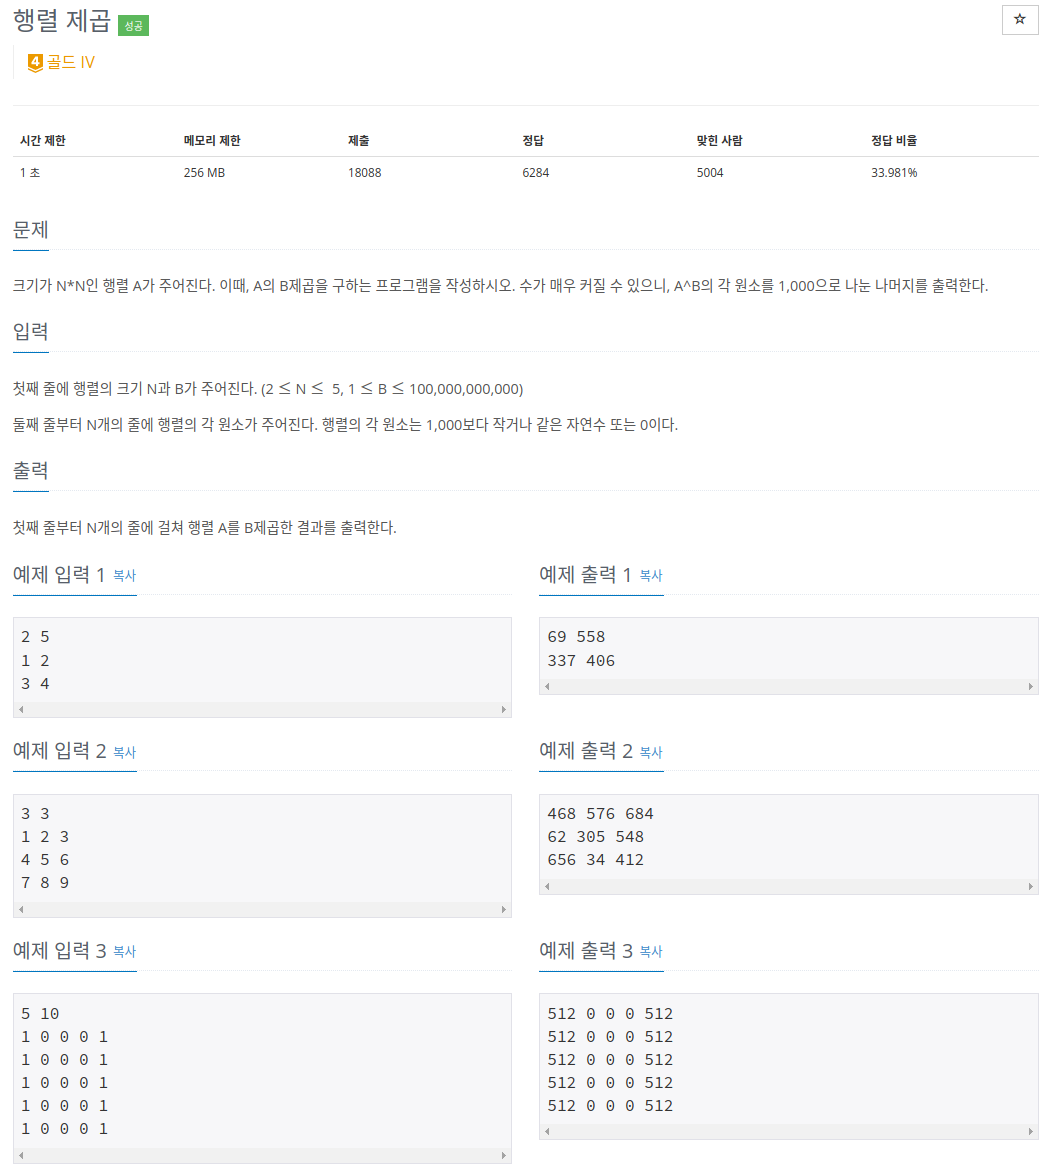 행렬 제곱 성공
☆
4 골드 IV
시간 제한 메모리 제한 제출 정답 맞힌 사람 정답 비율
1 초 256 MB 18088 6284 5004 33.981%
문제
크기가 N*N인 행렬 A가 주어진다. 이때, A의 B제곱을 구하는 프로그램을 작성하시오. 수가 매우 커질 수 있으니, A^B의 각 원소를 1,000으로 나눈 나머지를 출력한다.
입력
첫째 줄에 행렬의 크기 N과 B가 주어진다. (2 ≤ N ≤  5, 1 ≤ B ≤ 100,000,000,000)
둘째 줄부터 N개의 줄에 행렬의 각 원소가 주어진다. 행렬의 각 원소는 1,000보다 작거나 같은 자연수 또는 0이다.
출력
첫째 줄부터 N개의 줄에 걸쳐 행렬 A를 B제곱한 결과를 출력한다.
예제 입력 1 복사
2 5
1 2
3 4
예제 출력 1 복사
69 558
337 406
예제 입력 2 복사
3 3
1 2 3
4 5 6
7 8 9
예제 출력 2 복사
468 576 684
62 305 548
656 34 412
예제 입력 3 복사
5 10
1 0 0 0 1
1 0 0 0 1
1 0 0 0 1
1 0 0 0 1
1 0 0 0 1
예제 출력 3 복사
512 0 0 0 512
512 0 0 0 512
512 0 0 0 512
512 0 0 0 512
512 0 0 0 512